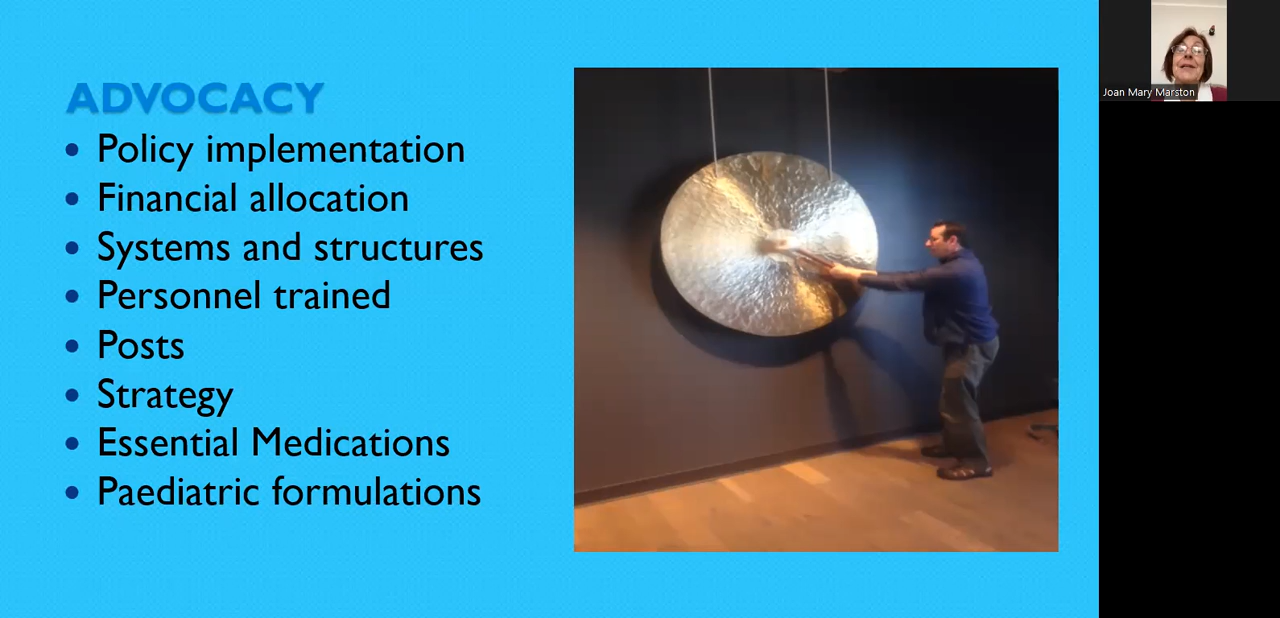 ADVOCACY
Policy implementation
Financial allocation
Systems and structures
Personnel trained
Posts
Strategy
Essential Medications
Paediatric formulations
Joan Mary Marston